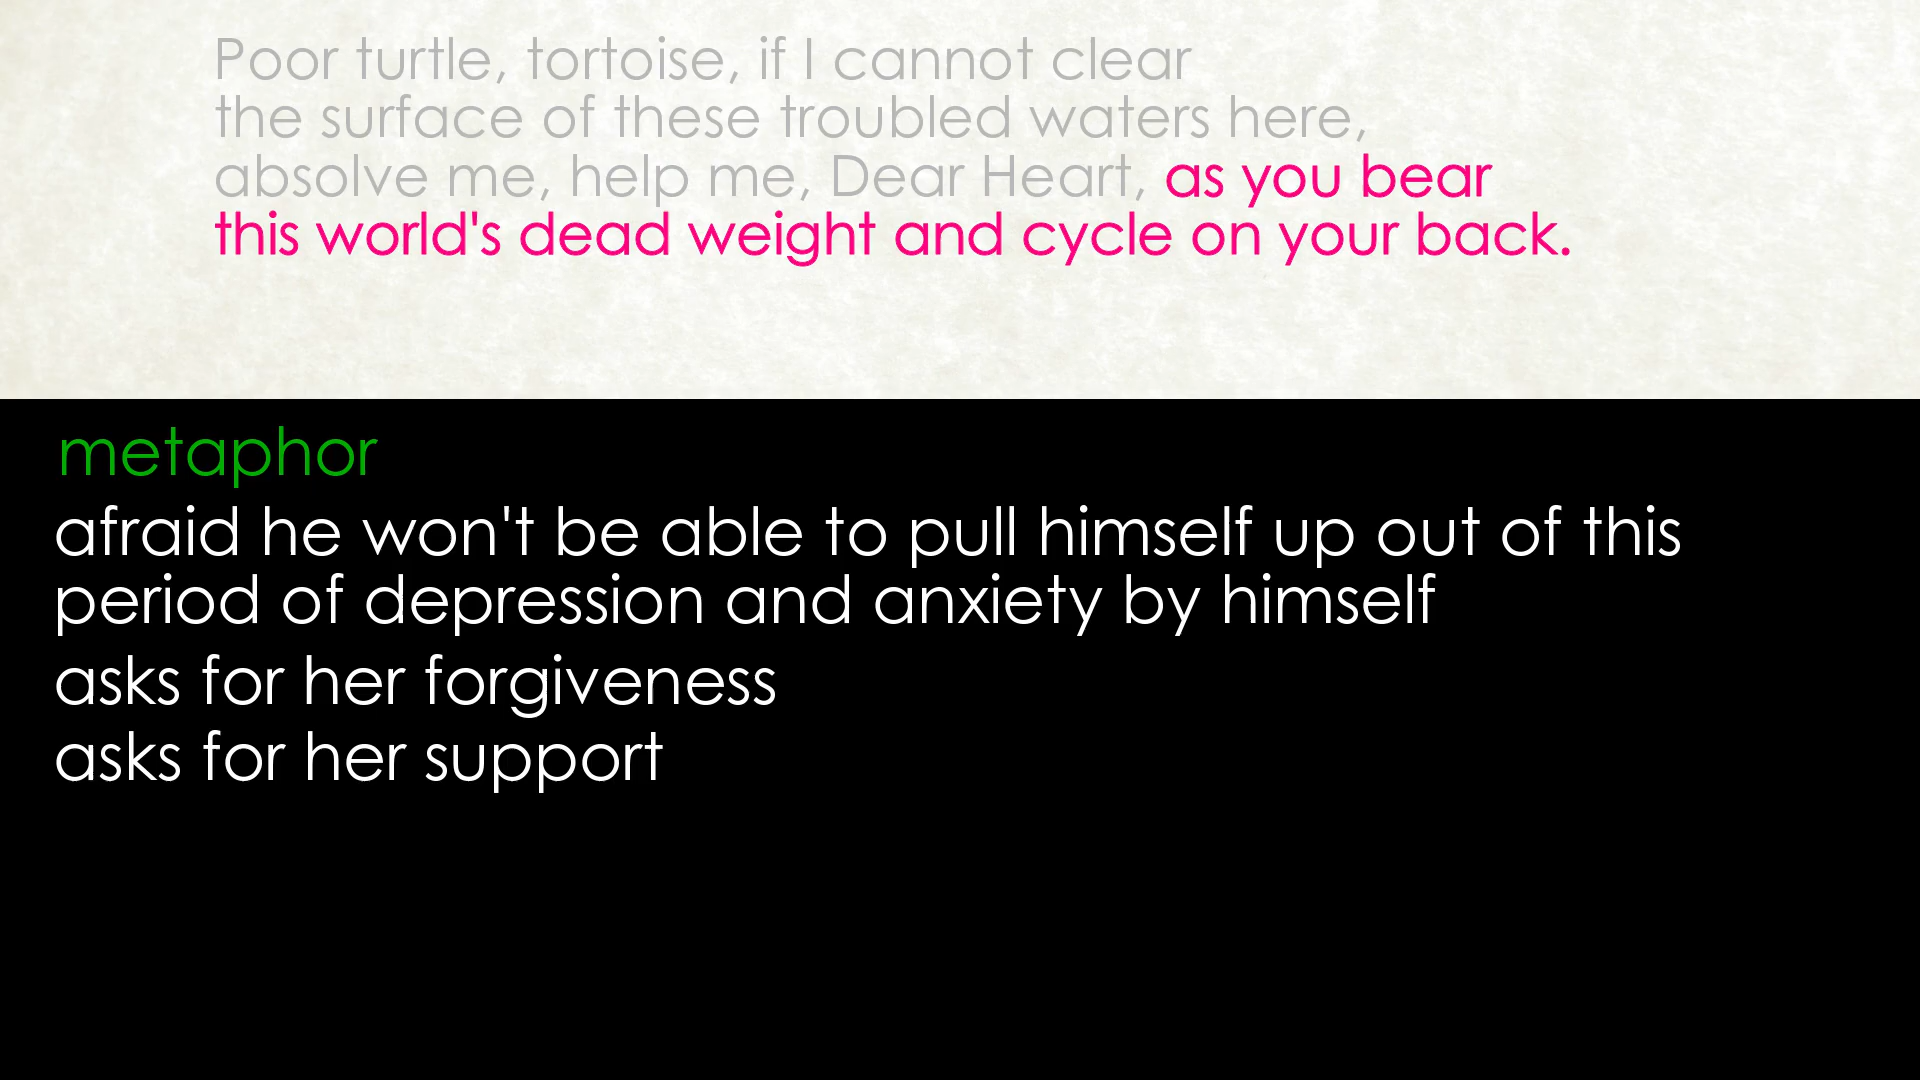 Poor turtle, tortoise, if I cannot clear
the surface of these troubled waters here,
absolve me, help me, Dear Heart, as you bear
this world's dead weight and cycle on your back.
metaphor
afraid he won't be able to pull himself up out of this
period of depression and anxiety by himself
asks for her forgiveness
asks for her support